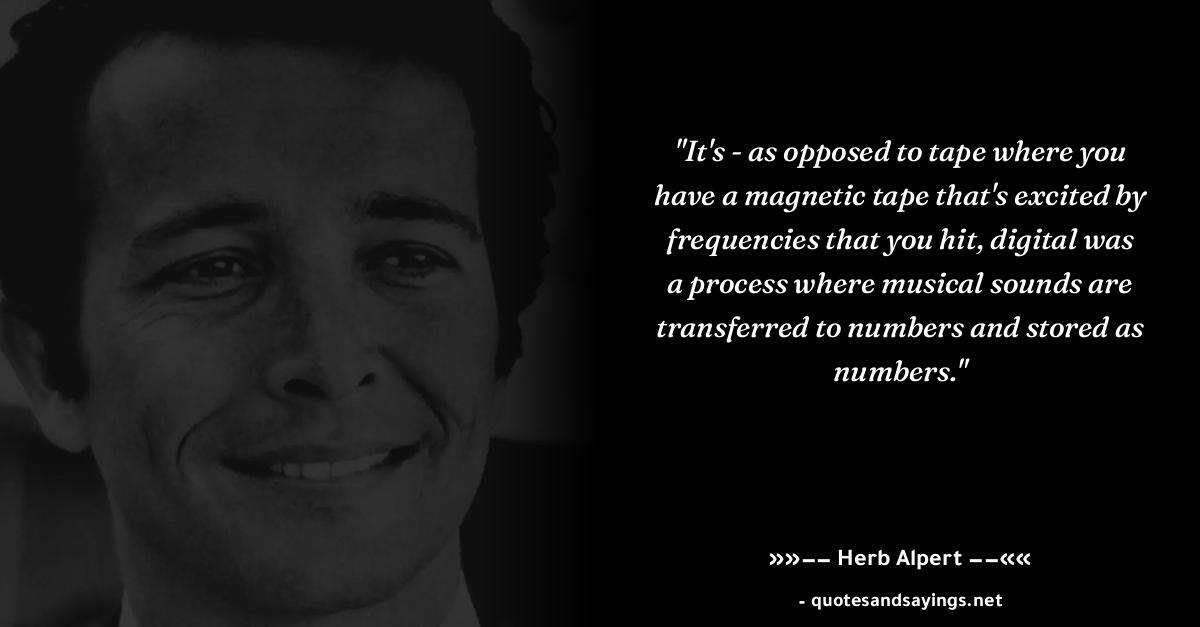 "It's - as opposed to tape where you
have a magnetic tape that's excited by
frequencies that you hit, digital was
a process where musical sounds are
transferred to numbers and stored as
numbers."
»»–– Herb Alpert ––««
- quotesandsayings.net